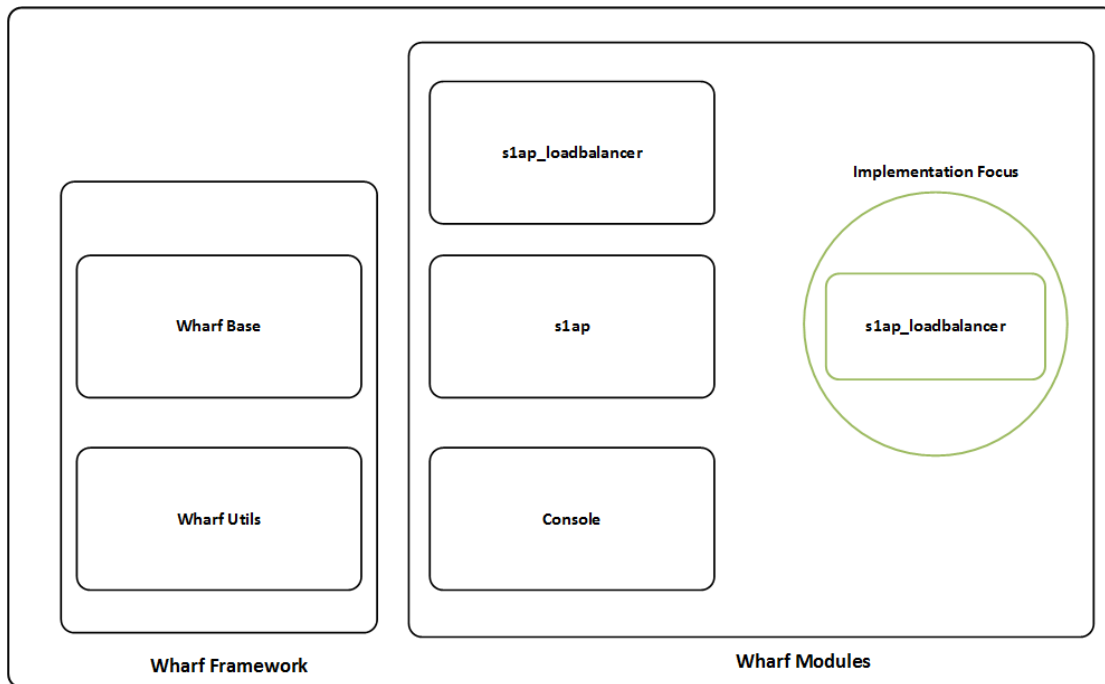 s1ap_loadbalancer
Implementation Focus
Wharf Base
s1ap
s1ap_loadbalancer
Wharf Utils
Console
Wharf Framework
Wharf Modules